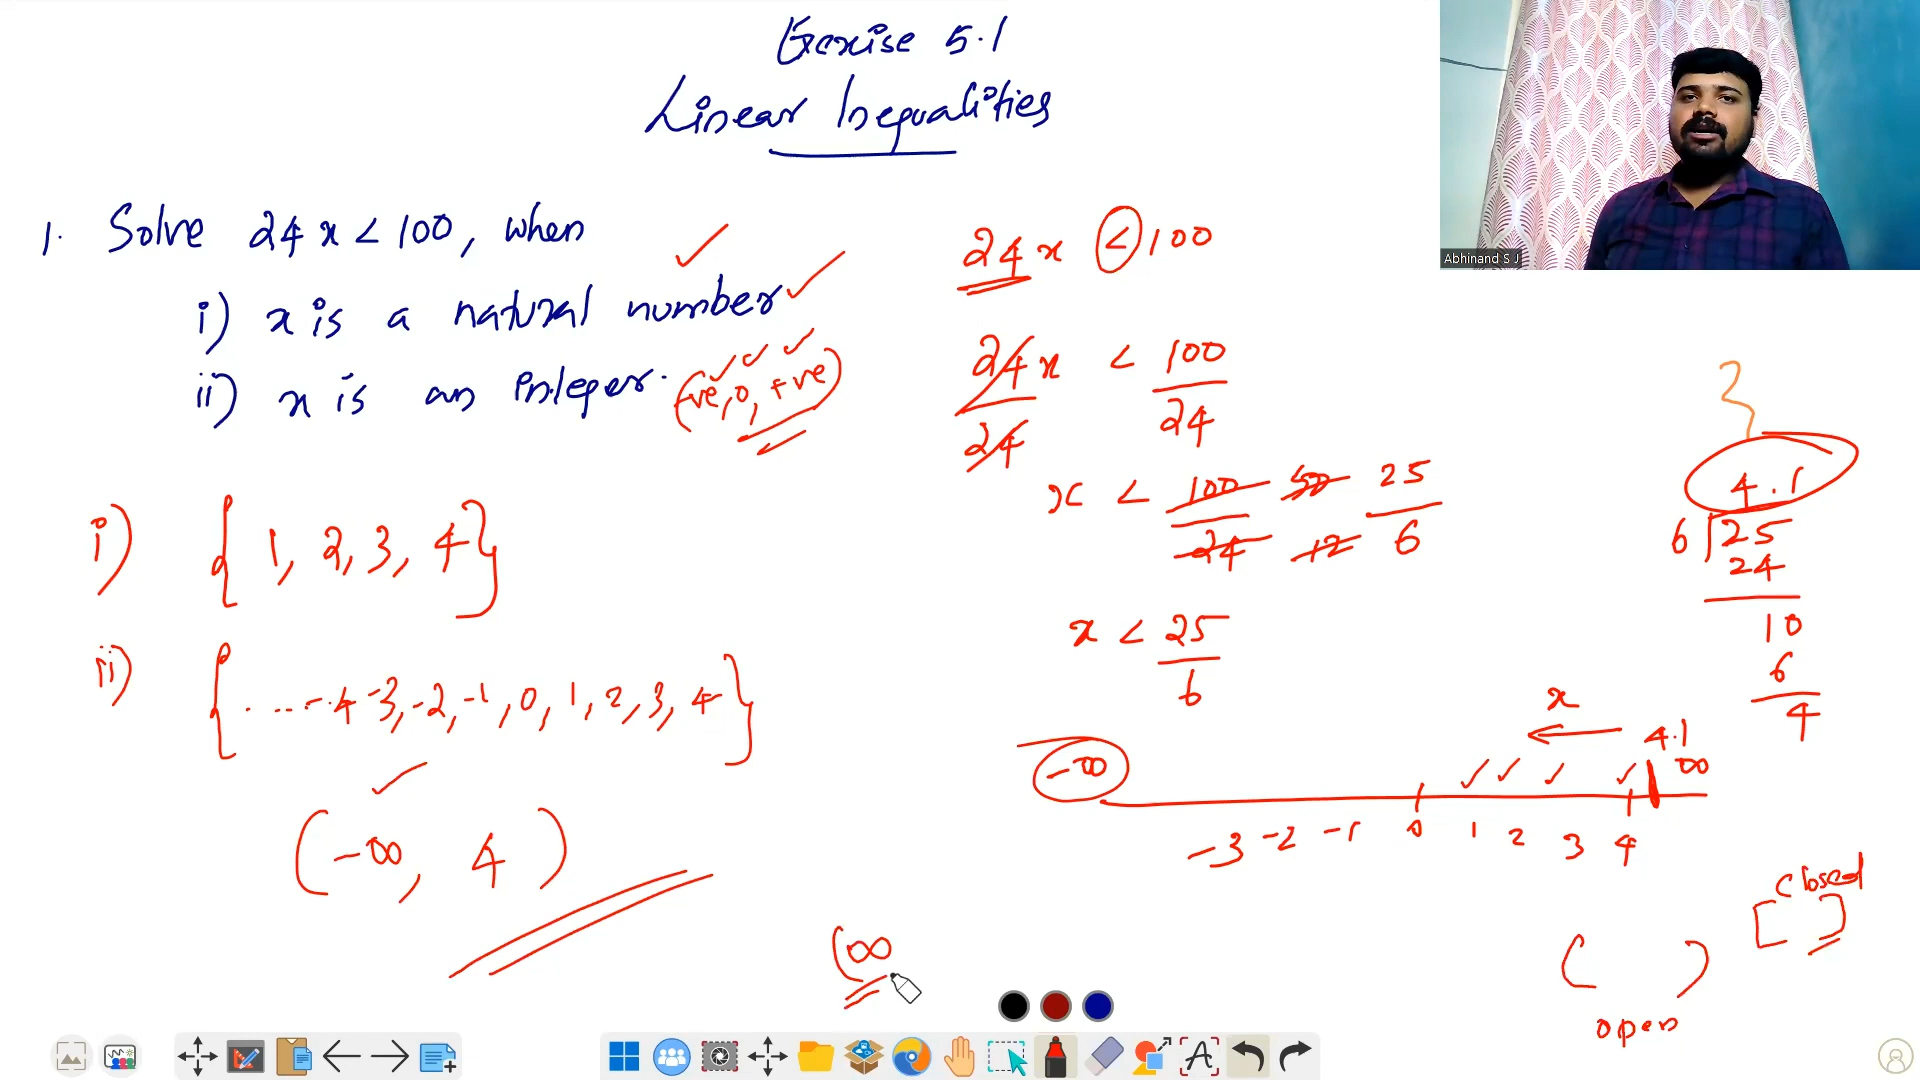 Exercise 5.1
Linear Inequalities
1. Solve 24x < 100, when
i) x is a natural number
ii) x is an integer. (-ve, 0, +ve)
i) { 1, 2, 3, 4 }
ii) { ..... -4 -3, -2, -1, 0, 1, 2, 3, 4 }
(-∞, 4)
(∞
24x < 100
24x/24 < 100/24
x < 100/24 50/12 25/6
x < 25/6
4.1
6 25
24
10
6
4
x
4.1
-∞ ∞
-3 -2 -1 0 1 2 3 4
closed
[ ]
( )
open
Abhinand S J
A